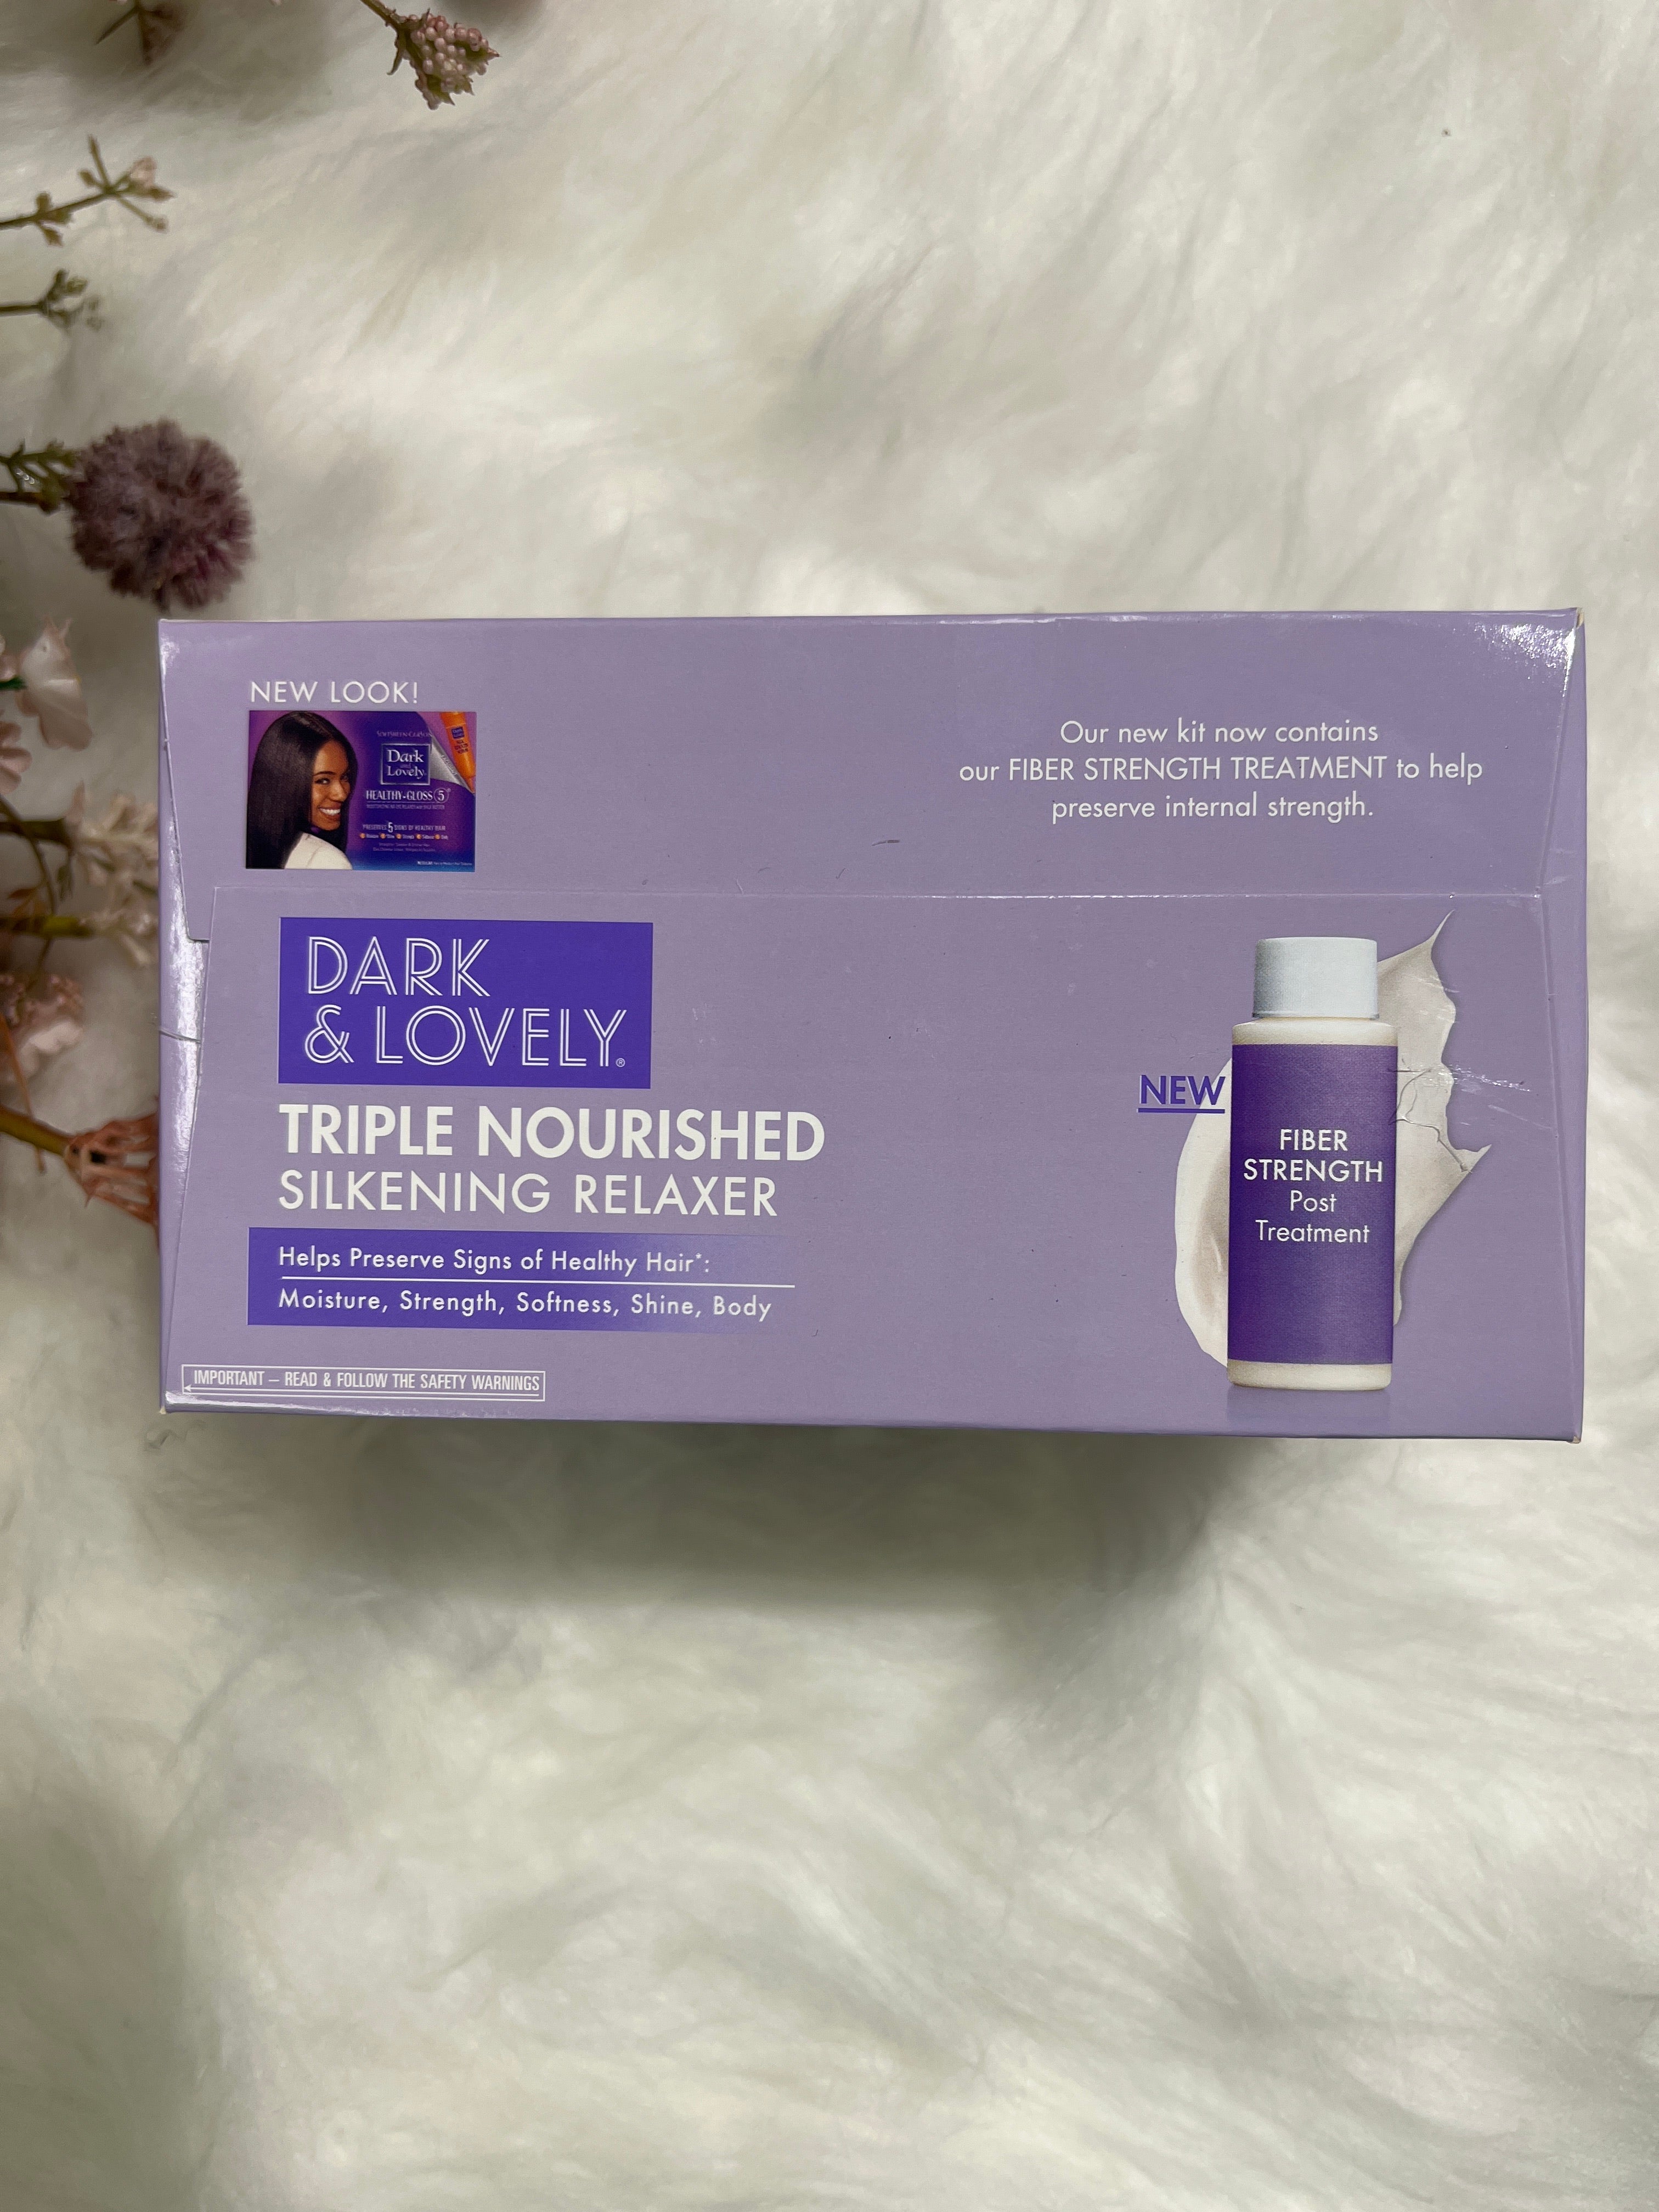 NEW LOOK!
Dark
and
Lovely
HEALTHY-GLOSS 5
Our new kit now contains
our FIBER STRENGTH TREATMENT to help
preserve internal strength.
DARK
& LOVELY®
TRIPLE NOURISHED
SILKENING RELAXER
Helps Preserve Signs of Healthy Hair*:
Moisture, Strength, Softness, Shine, Body
IMPORTANT – READ & FOLLOW THE SAFETY WARNINGS
NEW
FIBER
STRENGTH
Post
Treatment